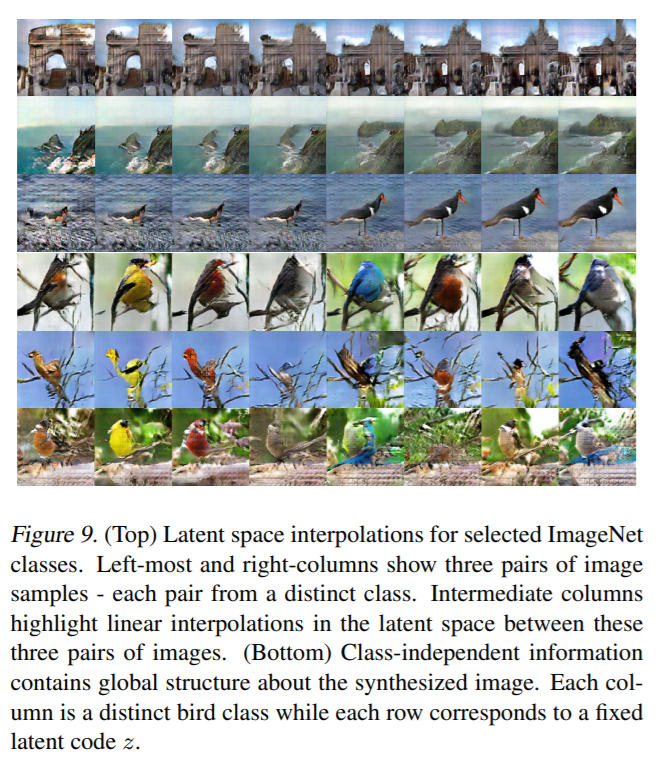 Figure 9. (Top) Latent space interpolations for selected ImageNet
classes. Left-most and right-columns show three pairs of image
samples - each pair from a distinct class. Intermediate columns
highlight linear interpolations in the latent space between these
three pairs of images. (Bottom) Class-independent information
contains global structure about the synthesized image. Each col-
umn is a distinct bird class while each row corresponds to a fixed
latent code z.